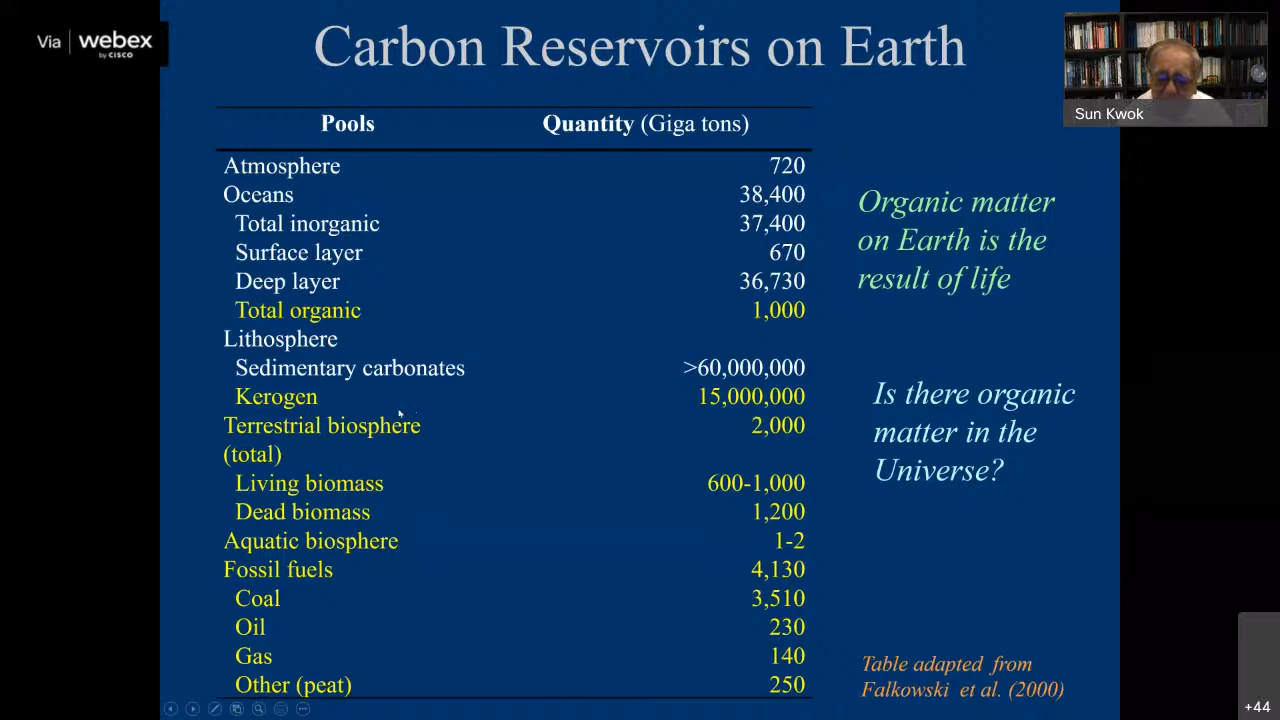 Via | webex
by CISCO
Carbon Reservoirs on Earth
Sun Kwok
Pools Quantity (Giga tons)
Atmosphere 720
Oceans 38,400
Total inorganic 37,400
Surface layer 670
Deep layer 36,730
Total organic 1,000
Lithosphere
Sedimentary carbonates >60,000,000
Kerogen 15,000,000
Terrestrial biosphere 2,000
(total)
Living biomass 600-1,000
Dead biomass 1,200
Aquatic biosphere 1-2
Fossil fuels 4,130
Coal 3,510
Oil 230
Gas 140
Other (peat) 250
Organic matter
on Earth is the
result of life
Is there organic
matter in the
Universe?
Table adapted from
Falkowski et al. (2000)
+44